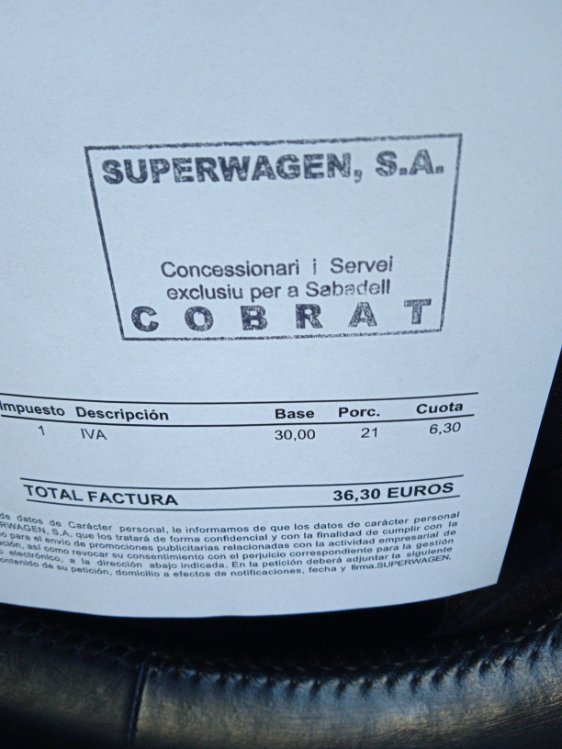 SUPERWAGEN, S.A.
Concessionari i Servei
exclusiu per a Sabadell
COBRAT
Impuesto Descripción Base Porc. Cuota
1 IVA 30,00 21 6,30
TOTAL FACTURA 36,30 EUROS
de datos de Carácter personal, le informamos de que los datos de carácter personal
RWAGEN, S.A. que los tratará de forma confidencial y con la finalidad de cumplir con la
o para el envío de promociones publicitarias relacionadas con la actividad empresarial de
ción, así como revocar su consentimiento con el perjuicio correspondiente para la gestión
electrónico, a la dirección abajo indicada. En la petición deberá adjuntar la siguiente
ontenido de su petición, domicilio a efectos de notificaciones, fecha y firma.SUPERWAGEN,